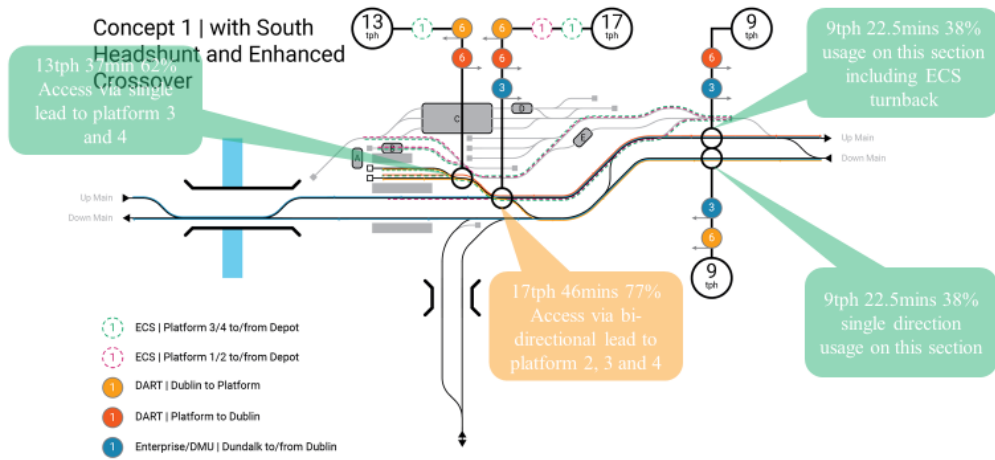 Concept 1 | with South
Headshunt and Enhanced
Crossover
13tph 37min 62%
Access via single
lead to platform 3
and 4
13
tph
1
6
6
6
1
1
17
tph
6
3
9
tph
6
3
9tph 22.5mins 38%
usage on this section
including ECS
turnback
A
B
C
D
E
Up Main
Down Main
Up Main
Down Main
3
6
9
tph
17tph 46mins 77%
Access via bi-
directional lead to
platform 2, 3 and 4
9tph 22.5mins 38%
single direction
usage on this section
1 ECS | Platform 3/4 to/from Depot
1 ECS | Platform 1/2 to/from Depot
1 DART | Dublin to Platform
1 DART | Platform to Dublin
1 Enterprise/DMU | Dundalk to/from Dublin